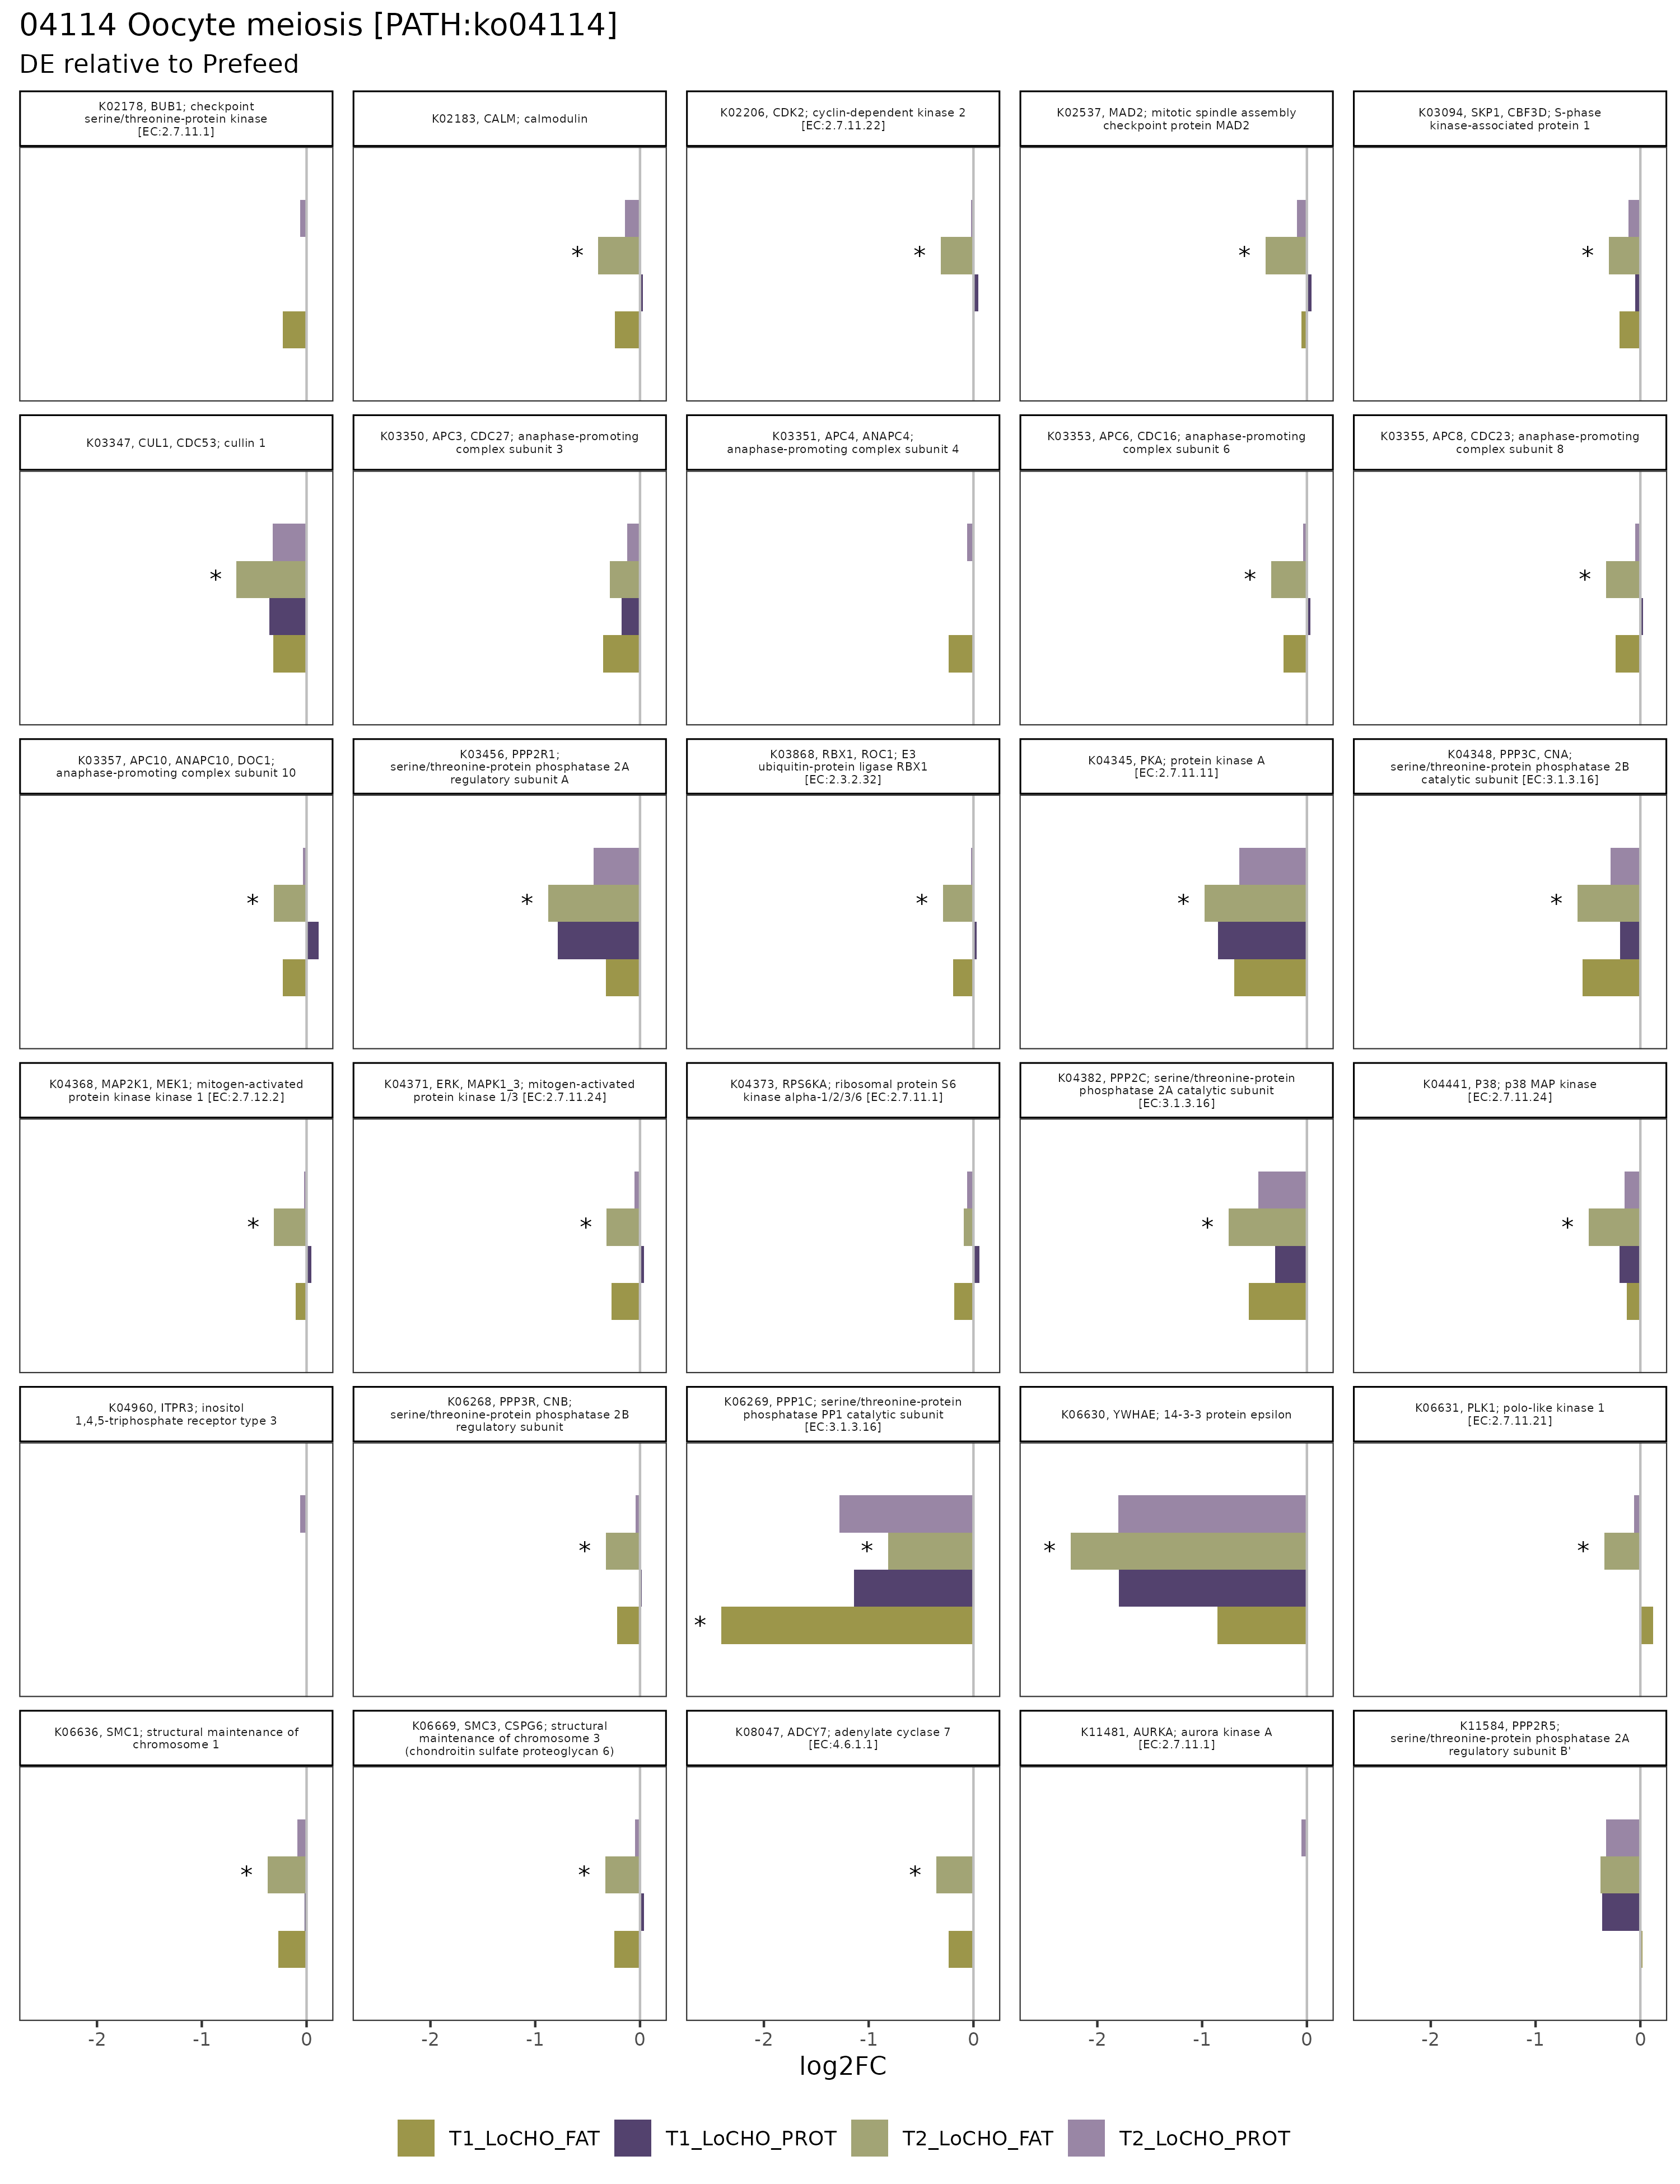 04114 Oocyte meiosis [PATH:ko04114]
DE relative to Prefeed
K02178, BUB1; checkpoint
serine/threonine-protein kinase
[EC:2.7.11.1]
K02183, CALM; calmodulin
K02206, CDK2; cyclin-dependent kinase 2
[EC:2.7.11.22]
K02537, MAD2; mitotic spindle assembly
checkpoint protein MAD2
K03094, SKP1, CBF3D; S-phase
kinase-associated protein 1
*
*
*
*
K03347, CUL1, CDC53; cullin 1
K03350, APC3, CDC27; anaphase-promoting
complex subunit 3
K03351, APC4, ANAPC4;
anaphase-promoting complex subunit 4
K03353, APC6, CDC16; anaphase-promoting
complex subunit 6
K03355, APC8, CDC23; anaphase-promoting
complex subunit 8
*
*
*
K03357, APC10, ANAPC10, DOC1;
anaphase-promoting complex subunit 10
K03456, PPP2R1;
serine/threonine-protein phosphatase 2A
regulatory subunit A
K03868, RBX1, ROC1; E3
ubiquitin-protein ligase RBX1
[EC:2.3.2.32]
K04345, PKA; protein kinase A
[EC:2.7.11.11]
K04348, PPP3C, CNA;
serine/threonine-protein phosphatase 2B
catalytic subunit [EC:3.1.3.16]
*
*
*
*
*
K04368, MAP2K1, MEK1; mitogen-activated
protein kinase kinase 1 [EC:2.7.12.2]
K04371, ERK, MAPK1_3; mitogen-activated
protein kinase 1/3 [EC:2.7.11.24]
K04373, RPS6KA; ribosomal protein S6
kinase alpha-1/2/3/6 [EC:2.7.11.1]
K04382, PPP2C; serine/threonine-protein
phosphatase 2A catalytic subunit
[EC:3.1.3.16]
K04441, P38; p38 MAP kinase
[EC:2.7.11.24]
*
*
*
*
K04960, ITPR3; inositol
1,4,5-triphosphate receptor type 3
K06268, PPP3R, CNB;
serine/threonine-protein phosphatase 2B
regulatory subunit
K06269, PPP1C; serine/threonine-protein
phosphatase PP1 catalytic subunit
[EC:3.1.3.16]
K06630, YWHAE; 14-3-3 protein epsilon
K06631, PLK1; polo-like kinase 1
[EC:2.7.11.21]
*
*
*
*
*
K06636, SMC1; structural maintenance of
chromosome 1
K06669, SMC3, CSPG6; structural
maintenance of chromosome 3
(chondroitin sulfate proteoglycan 6)
K08047, ADCY7; adenylate cyclase 7
[EC:4.6.1.1]
K11481, AURKA; aurora kinase A
[EC:2.7.11.1]
K11584, PPP2R5;
serine/threonine-protein phosphatase 2A
regulatory subunit B'
*
*
*
-2 -1 0 -2 -1 0 -2 -1 0 -2 -1 0 -2 -1 0
log2FC
T1_LoCHO_FAT T1_LoCHO_PROT T2_LoCHO_FAT T2_LoCHO_PROT